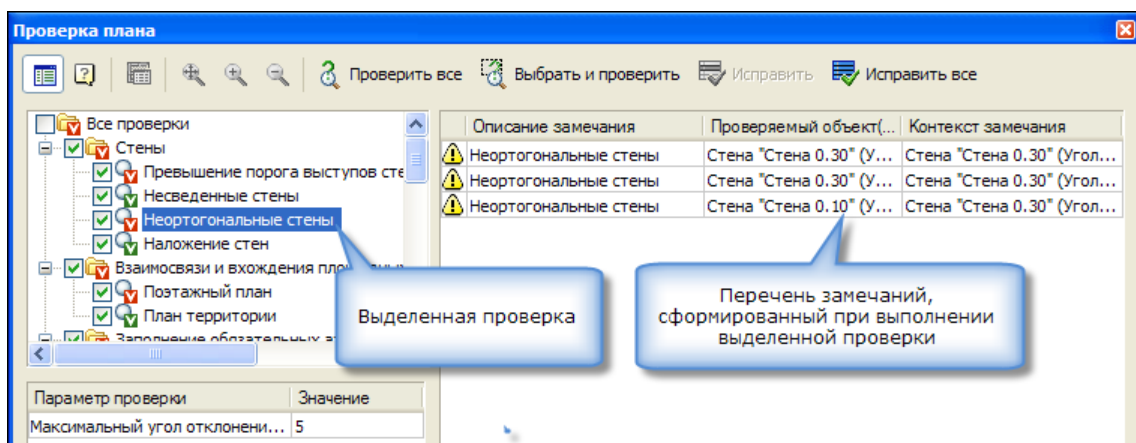 Проверка плана
Проверить все Выбрать и проверить Исправить Исправить все
Все проверки
Стены
Превышение порога выступов сте
Несведенные стены
Неортогональные стены
Наложение стен
Взаимосвязи и вхождения
Поэтажный план
План территории
Заполнение обязательных
Параметр проверки Значение
Максимальный угол отклонени... 5
Описание замечания Проверяемый объект(... Контекст замечания
Неортогональные стены Стена "Стена 0.30" (У... Стена "Стена 0.30" (Угол...
Неортогональные стены Стена "Стена 0.30" (У... Стена "Стена 0.30" (Угол...
Неортогональные стены Стена "Стена 0.10" (У... Стена "Стена 0.30" (Угол...
Выделенная проверка
Перечень замечаний,
сформированный при выполнении
выделенной проверки